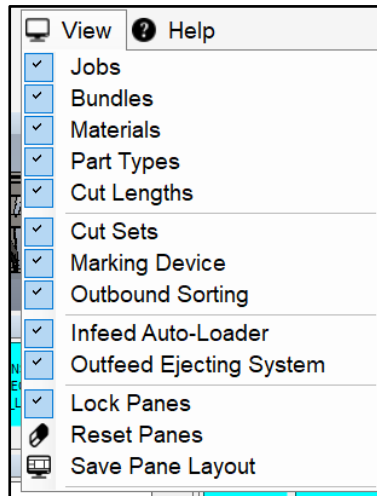 View Help
Jobs
Bundles
Materials
Part Types
Cut Lengths
Cut Sets
Marking Device
Outbound Sorting
Infeed Auto-Loader
Outfeed Ejecting System
Lock Panes
Reset Panes
Save Pane Layout